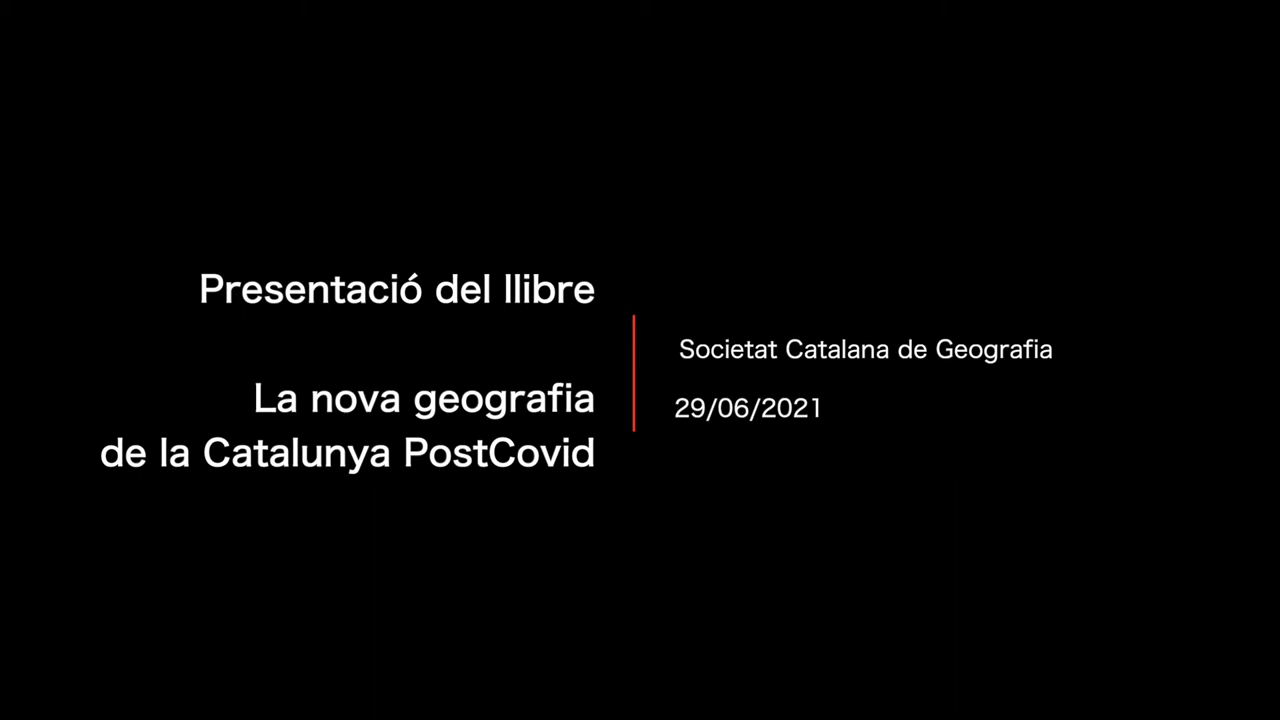 Presentació del llibre
La nova geografia
de la Catalunya PostCovid
Societat Catalana de Geografia
29/06/2021